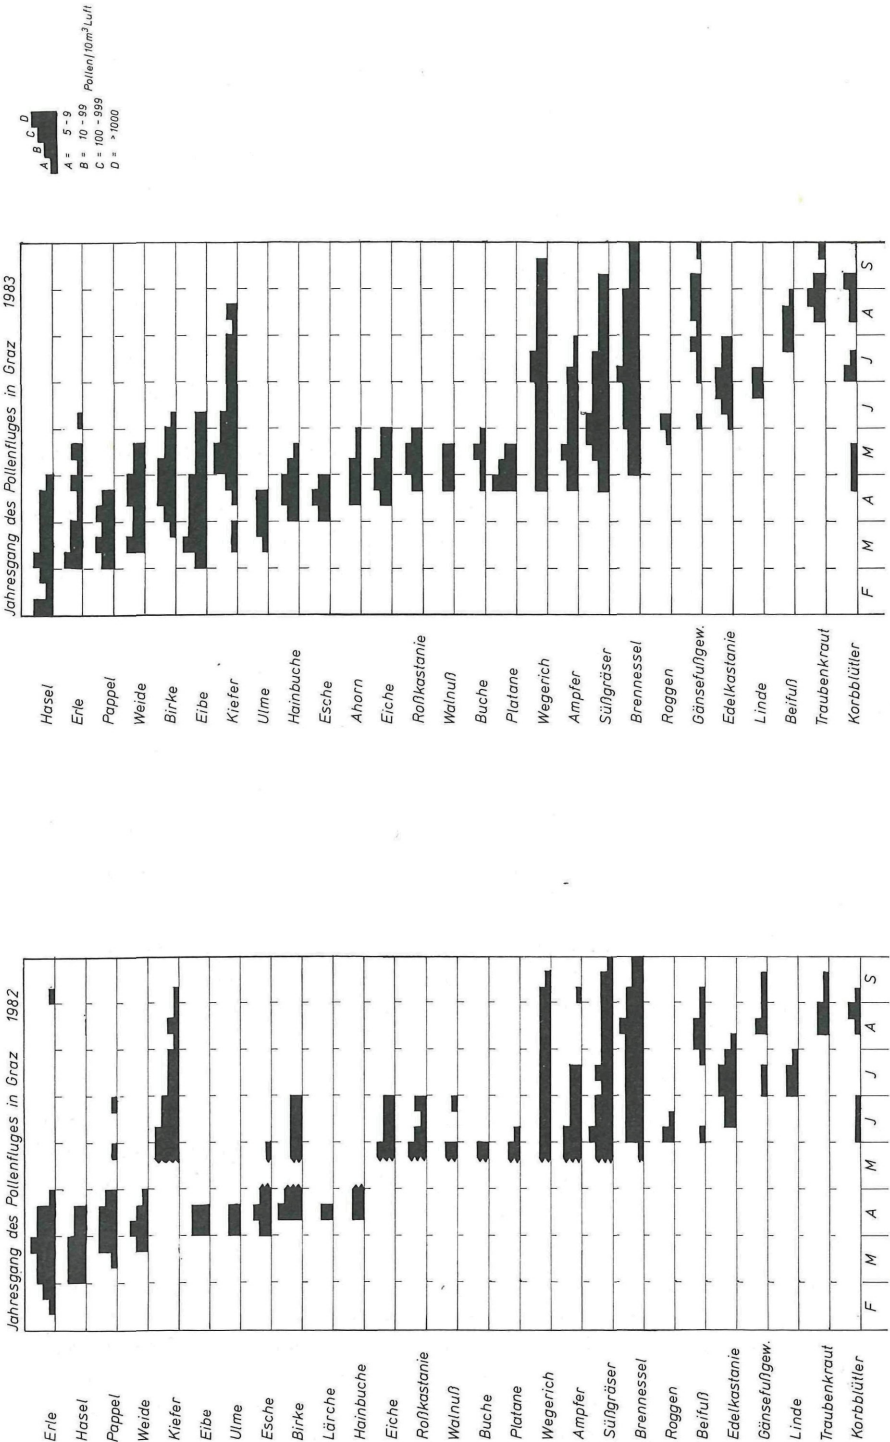 Jahresgang des Pollenfluges in Graz 1982
Erle
Hasel
Pappel
Weide
Kiefer
Eibe
Ulme
Esche
Birke
Lärche
Hainbuche
Eiche
Roßkastanie
Walnuß
Buche
Platane
Wegerich
Ampfer
Süßgräser
Brennessel
Roggen
Beifuß
Edelkastanie
Gänsefußgew.
Linde
Traubenkraut
Korbblütler
F M A M J J A S
Jahresgang des Pollenfluges in Graz 1983
Hasel
Erle
Pappel
Weide
Birke
Eibe
Kiefer
Ulme
Hainbuche
Esche
Ahorn
Eiche
Roßkastanie
Walnuß
Buche
Platane
Wegerich
Ampfer
Süßgräser
Brennessel
Roggen
Gänsefußgew.
Edelkastanie
Linde
Beifuß
Traubenkraut
Korbblütler
F M A M J J A S
A B C D
A = 5 - 9
B = 10 - 99 Pollen/10m³ Luft
C = 100 - 999
D = >1000